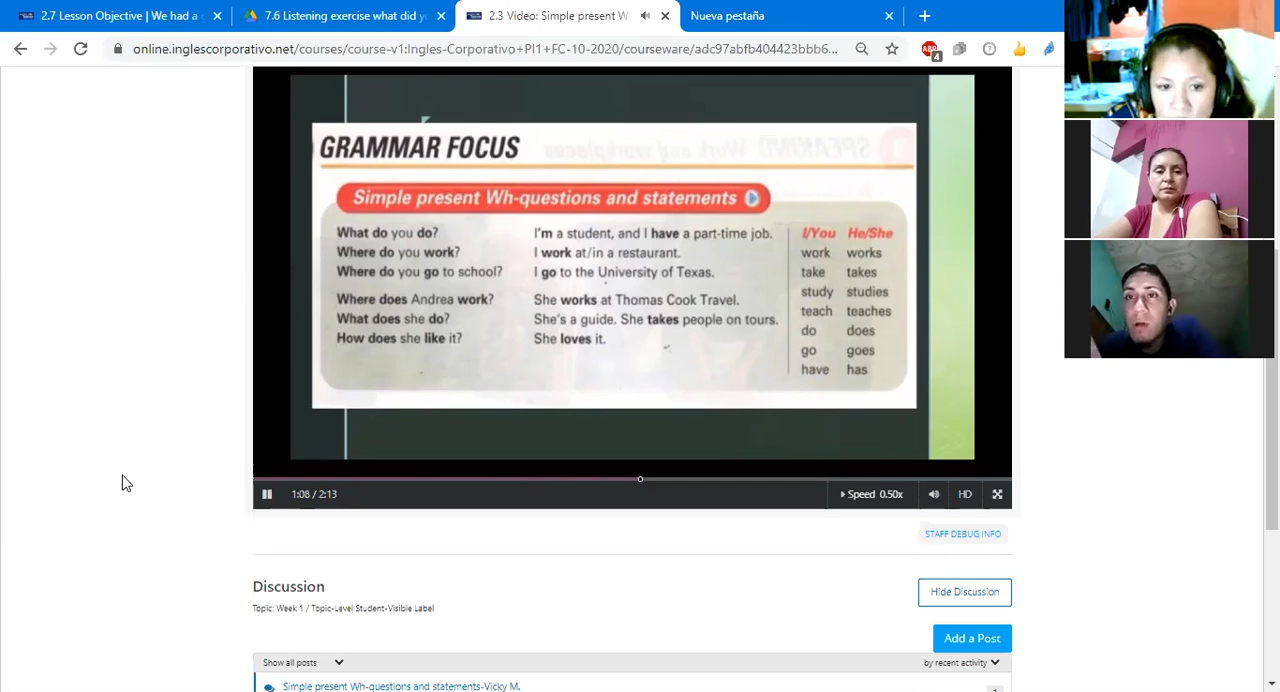 2.7 Lesson Objective | We had a g
7.6 Listening exercise what did yo
2.3 Video: Simple present W
Nueva pestaña
online.inglescorporativo.net/courses/course-v1:Ingles-Corporativo+PI1+FC-10-2020/courseware/adc97abfb404423bbb6...
ABP
4
GRAMMAR FOCUS
SPEAKING Work and workplaces
Simple present Wh-questions and statements
What do you do? I'm a student, and I have a part-time job. I/You He/She
Where do you work? I work at/in a restaurant. work works
Where do you go to school? I go to the University of Texas. take takes
study studies
Where does Andrea work? She works at Thomas Cook Travel.
What does she do? She's a guide. She takes people on tours. teach teaches
How does she like it? She loves it. do does
go goes
have has
1:08 / 2:13
Speed 0.50x
HD
STAFF DEBUG INFO
Discussion
Hide Discussion
Topic: Week 1 / Topic-Level Student-Visible Label
Add a Post
Show all posts
by recent activity
Simple present Wh-questions and statements-Vicky M.
1